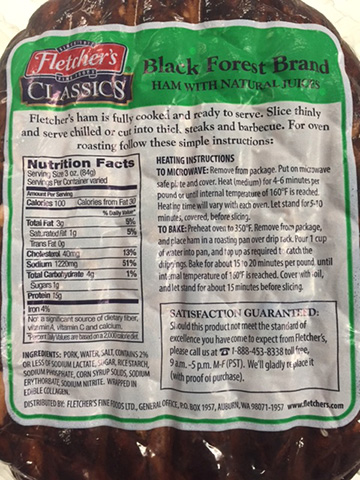 Fletcher's
CLASSICS
Black Forest Brand
HAM WITH NATURAL JUICES
Fletcher's ham is fully cooked and ready to serve. Slice thinly
and serve chilled or cut into thick steaks and barbecue. For oven
roasting follow these simple instructions:
Nutrition Facts
Serving Size 3 oz. (84g)
Servings Per Container varied
Amount Per Serving
Calories 100 Calories from Fat 30
% Daily Value*
Total Fat 3g 5%
Saturated Fat 1g 5%
Trans Fat 0g
Cholesterol 40mg 13%
Sodium 1220mg 51%
Total Carbohydrate 4g 1%
Sugars 1g
Protein 15g
Iron 4%
Not a significant source of dietary fiber,
vitamin A, vitamin C and calcium.
*Percent Daily Values are based on a 2,000 calorie diet.
INGREDIENTS: PORK, WATER, SALT, CONTAINS 2%
OR LESS OF SODIUM LACTATE, SUGAR, RICE STARCH,
SODIUM PHOSPHATE, CORN SYRUP SOLIDS, SODIUM
ERYTHORBATE, SODIUM NITRITE. WRAPPED IN
EDIBLE COLLAGEN.
HEATING INSTRUCTIONS
TO MICROWAVE: Remove from package. Put on microwave
safe plate and cover. Heat (medium) for 4-6 minutes per
pound or until internal temperature of 160°F is reached.
Heating time will vary with each oven. Let stand for 5-10
minutes, covered, before slicing.
TO BAKE: Preheat oven to 350°F. Remove from package,
and place ham in a roasting pan over drip rack. Pour 1 cup
of water into pan, and top up as required to catch the
drippings. Bake for about 15 to 20 minutes per pound until
internal temperature of 160°F is reached. Cover with foil,
and let stand for about 15 minutes before slicing.
SATISFACTION GUARANTEED:
Should this product not meet the standard of
excellence you have come to expect from Fletcher's,
please call us at ☎ 1-888-453-8338 toll free,
9 a.m. -5 p.m. M-F (PST). We'll gladly replace it
(with proof of purchase).
DISTRIBUTED BY: FLETCHER'S FINE FOODS LTD., GENERAL OFFICE, P.O. BOX 1957, AUBURN, WA 98071-1957 www.fletchers.com